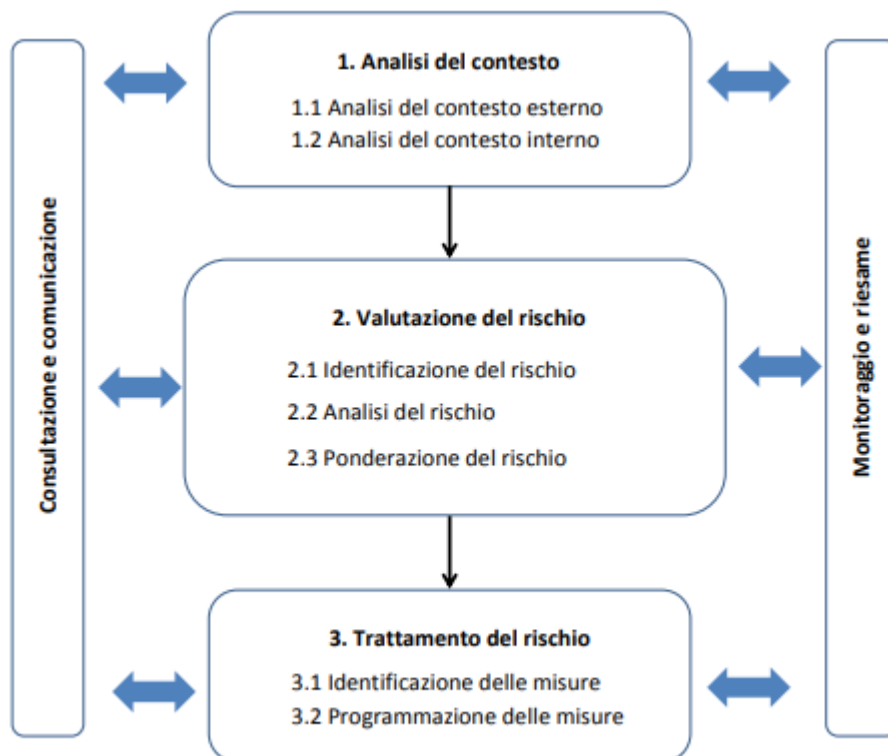 Consultazione e comunicazione
1. Analisi del contesto
1.1 Analisi del contesto esterno
1.2 Analisi del contesto interno
2. Valutazione del rischio
2.1 Identificazione del rischio
2.2 Analisi del rischio
2.3 Ponderazione del rischio
3. Trattamento del rischio
3.1 Identificazione delle misure
3.2 Programmazione delle misure
Monitoraggio e riesame